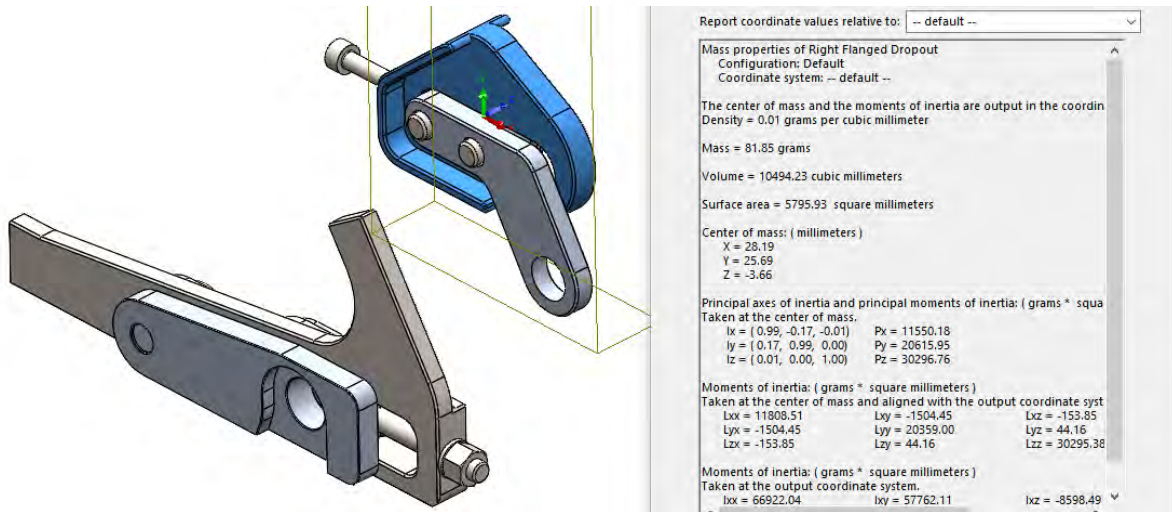 Report coordinate values relative to: -- default --
Mass properties of Right Flanged Dropout
Configuration: Default
Coordinate system: -- default --
The center of mass and the moments of inertia are output in the coordin
Density = 0.01 grams per cubic millimeter
Mass = 81.85 grams
Volume = 10494.23 cubic millimeters
Surface area = 5795.93 square millimeters
Center of mass: ( millimeters )
X = 28.19
Y = 25.69
Z = -3.66
Principal axes of inertia and principal moments of inertia: ( grams * squa
Taken at the center of mass.
Ix = ( 0.99, -0.17, -0.01) Px = 11550.18
Iy = ( 0.17, 0.99, 0.00) Py = 20615.95
Iz = ( 0.01, 0.00, 1.00) Pz = 30296.76
Moments of inertia: ( grams * square millimeters )
Taken at the center of mass and aligned with the output coordinate syst
Lxx = 11808.51 Lxy = -1504.45 Lxz = -153.85
Lyx = -1504.45 Lyy = 20359.00 Lyz = 44.16
Lzx = -153.85 Lzy = 44.16 Lzz = 30295.38
Moments of inertia: ( grams * square millimeters )
Taken at the output coordinate system.
Ixx = 66922.04 Ixy = 57762.11 Ixz = -8598.49